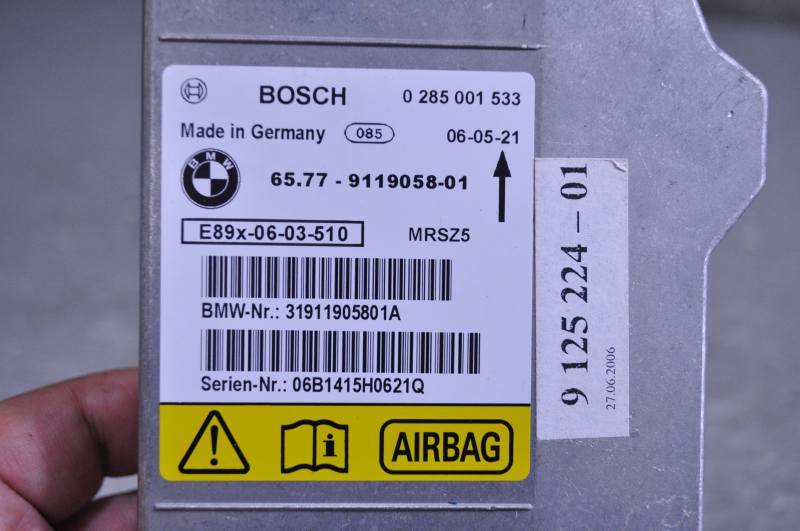 BOSCH 0 285 001 533
Made in Germany 085 06-05-21
BMW
65.77 - 9119058-01
E89x-06-03-510 MRSZ5
BMW-Nr.: 31911905801A
Serien-Nr.: 06B1415H0621Q
i AIRBAG
9 125 224 - 01
27.06.2006